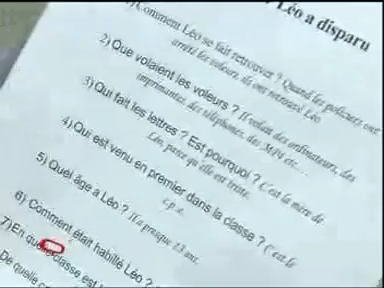 Léo a disparu
1) Comment Léo se fait retrouver ? Quand les policiers ont
arrêté les voleurs, ils ont retrouvé Léo.
2) Que volaient les voleurs ? Il volait des ordinateurs, des
imprimantes, des téléphones, des MP4 etc...
3) Qui fait les lettres ? Est pourquoi ? C'est la mère de
Léo, parce qu'elle est triste.
4) Qui est venu en premier dans la classe ? C'est le
c.p.e.
5) Quel âge a Léo ? Il a presque 13 ans.
6) Comment était habillé Léo ?
7) En quelle classe est
De quelle